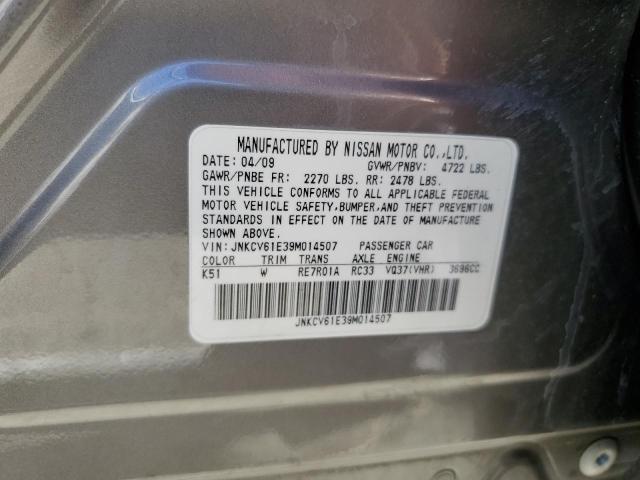 MANUFACTURED BY NISSAN MOTOR CO.,LTD.
DATE: 04/09 GVWR/PNBV: 4722 LBS.
GAWR/PNBE FR: 2270 LBS. RR: 2478 LBS.
THIS VEHICLE CONFORMS TO ALL APPLICABLE FEDERAL
MOTOR VEHICLE SAFETY,BUMPER,AND THEFT PREVENTION
STANDARDS IN EFFECT ON THE DATE OF MANUFACTURE
SHOWN ABOVE.
VIN: JNKCV61E39M014507 PASSENGER CAR
COLOR TRIM TRANS AXLE ENGINE
K51 W RE7R01A RC33 VQ37(VHR) 3696CC
JNKCV61E39M014507